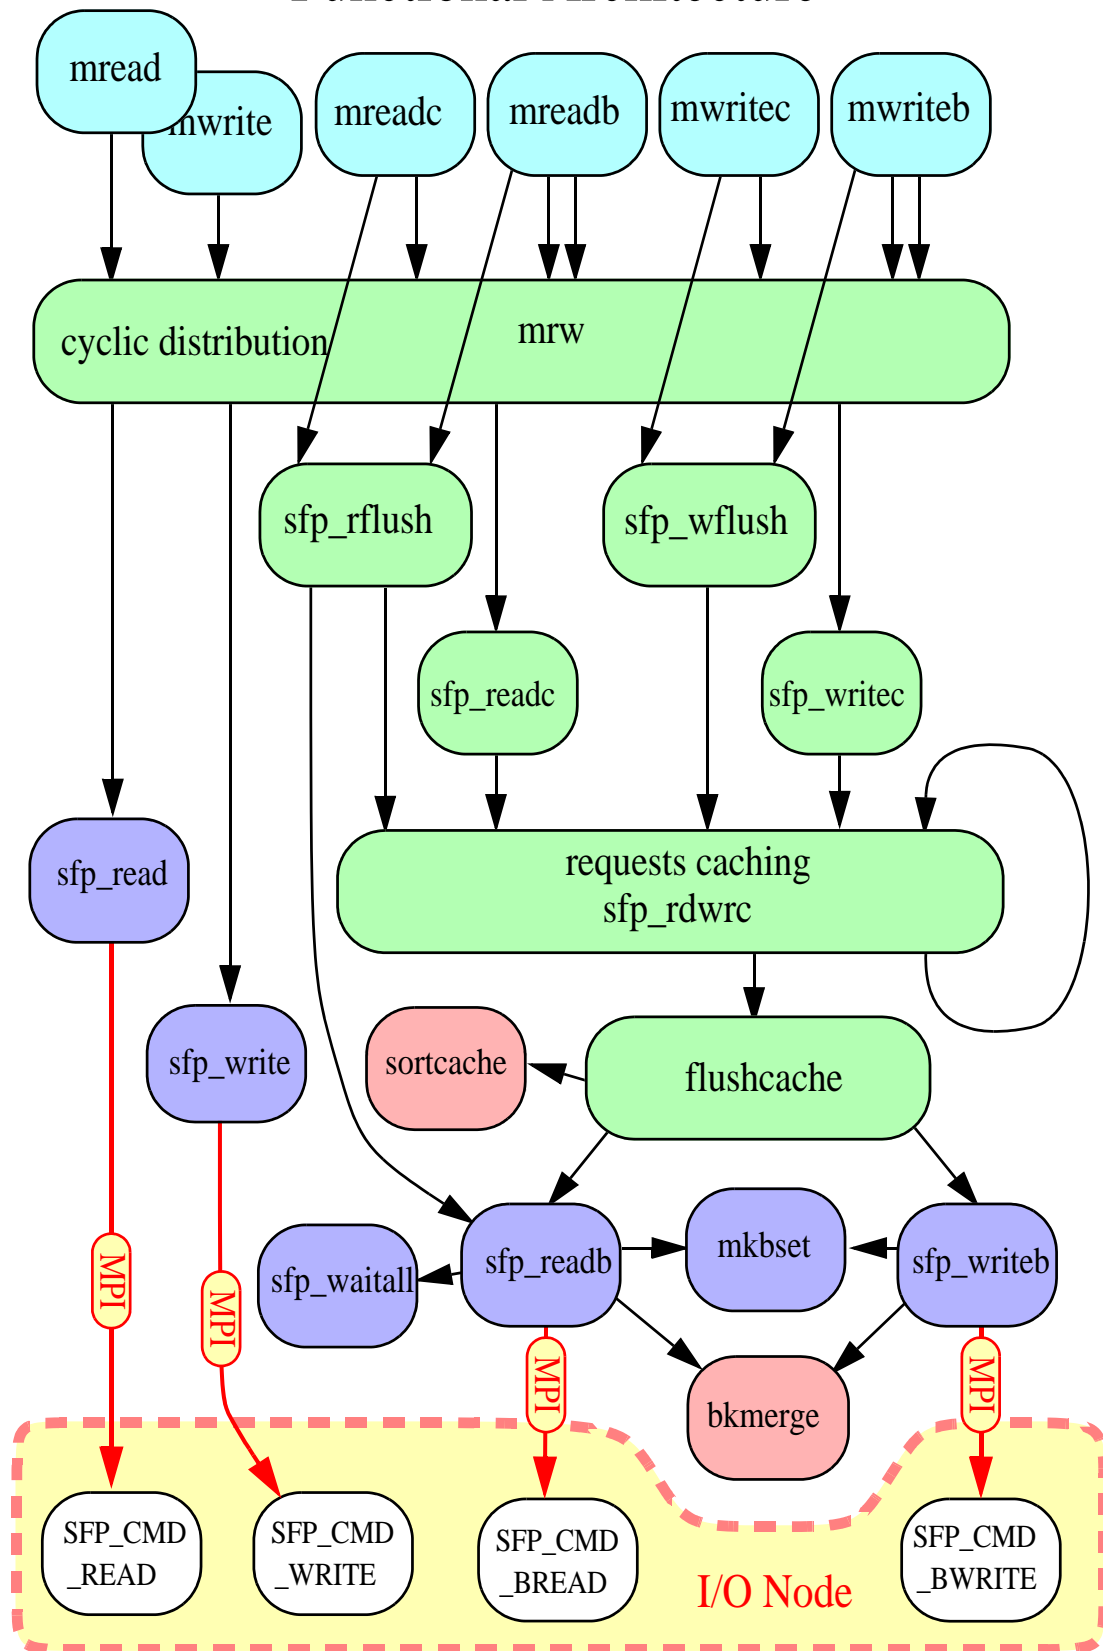 mread
mwrite
mreadc
mreadb
mwritec
mwriteb
cyclic distribution
mrw
sfp_rflush
sfp_wflush
sfp_readc
sfp_writec
requests caching
sfp_rdwrc
sfp_read
sfp_write
sortcache
flushcache
sfp_waitall
sfp_readb
mkbset
sfp_writeb
MPI
MPI
MPI
MPI
bkmerge
SFP_CMD
_READ
SFP_CMD
_WRITE
SFP_CMD
_BREAD
I/O Node
SFP_CMD
_BWRITE